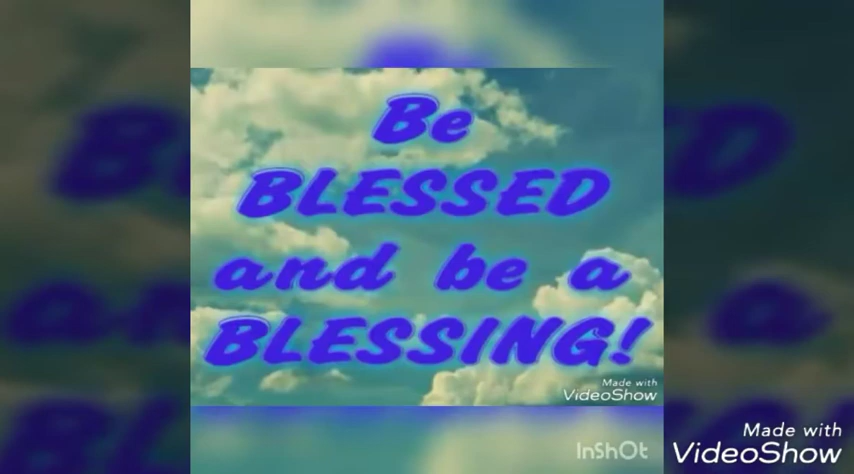 Be
BLESSED
and be a
BLESSING!
Made with
VideoShow
InShOt
Made with
VideoShow